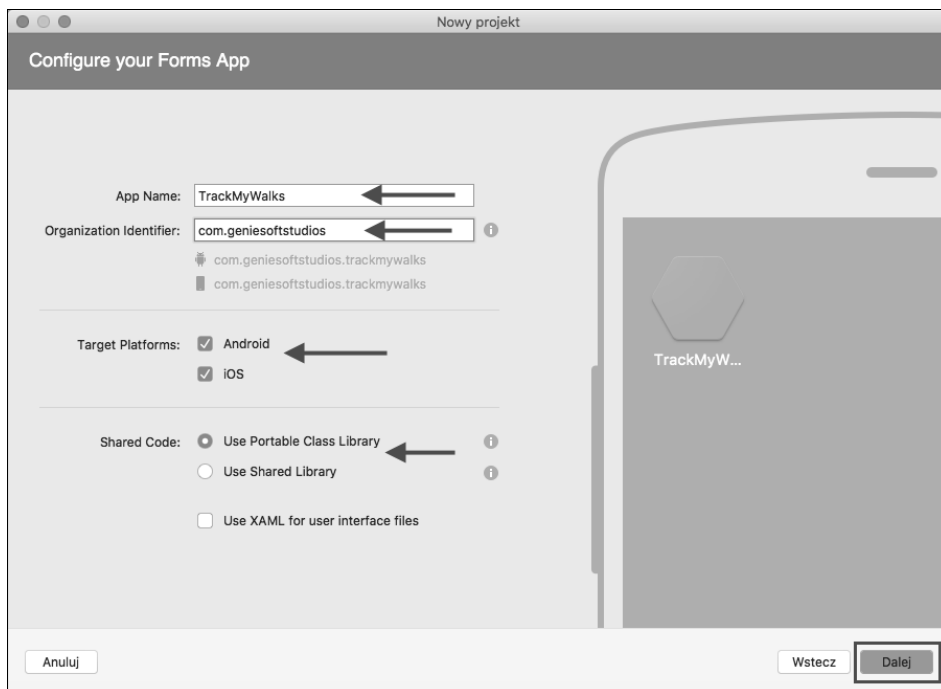 Nowy projekt
Configure your Forms App
App Name: TrackMyWalks
Organization Identifier: com.geniesoftstudios
com.geniesoftstudios.trackmywalks
com.geniesoftstudios.trackmywalks
Target Platforms: Android
iOS
Shared Code: Use Portable Class Library
Use Shared Library
Use XAML for user interface files
TrackMyW...
Anuluj
Wstecz
Dalej